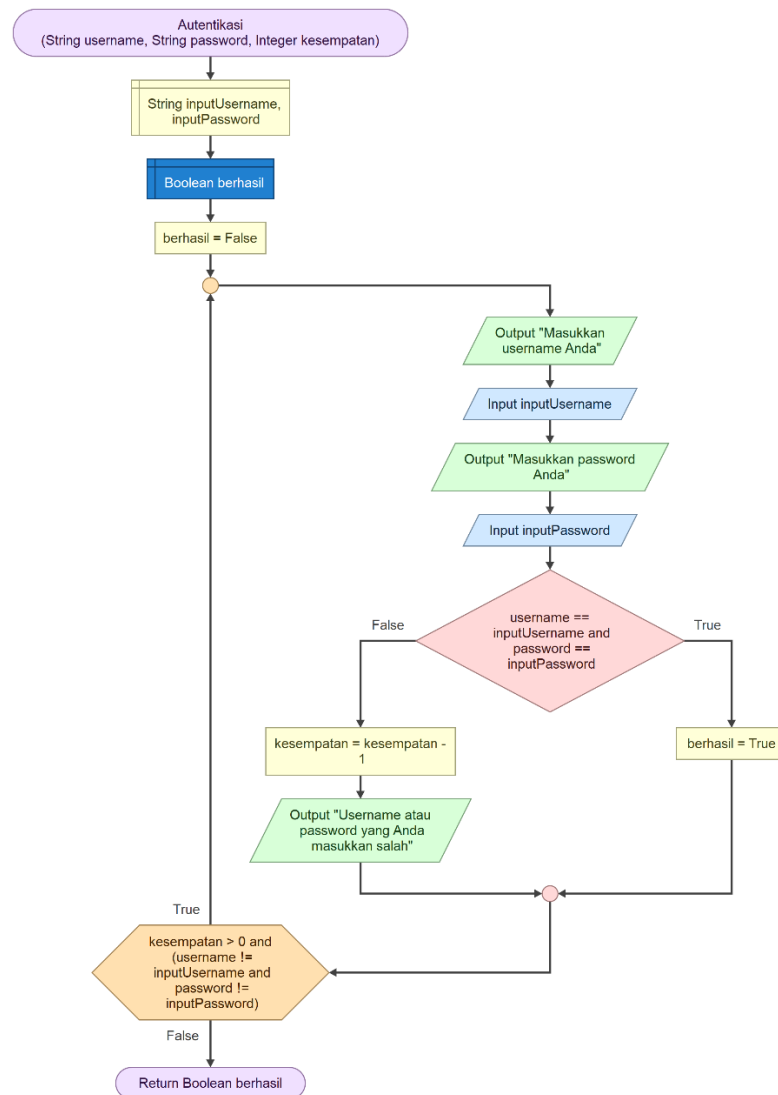 Autentikasi
(String username, String password, Integer kesempatan)
String inputUsername,
inputPassword
Boolean berhasil
berhasil = False
Output "Masukkan
username Anda"
Input inputUsername
Output "Masukkan password
Anda"
Input inputPassword
username ==
inputUsername and
password ==
inputPassword
False
True
kesempatan = kesempatan -
1
berhasil = True
Output "Username atau
password yang Anda
masukkan salah"
True
kesempatan > 0 and
(username !=
inputUsername and
password !=
inputPassword)
False
Return Boolean berhasil